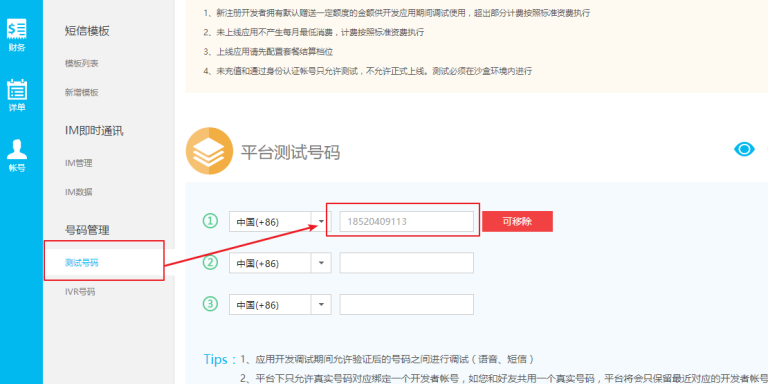 财务
详单
帐号
短信模板
模板列表
新增模板
IM即时通讯
IM管理
IM数据
号码管理
测试号码
IVR号码
1、新注册开发者拥有默认赠送一定额度的金额供开发应用期间调试使用，超出部分计费按照标准资费执行
2、未上线应用不产生每月最低消费，计费按照标准资费执行
3、上线应用请先配置套餐结算档位
4、未充值和通过身份认证帐号只允许测试，不允许正式上线。测试必须在沙盒环境内进行
平台测试号码
1 中国(+86) 18520409113 可移除
2 中国(+86)
3 中国(+86)
Tips：1、应用开发调试期间允许验证后的号码之间进行调试（语音、短信）
2、平台下只允许真实号码对应绑定一个开发者帐号，如您和好友共用一个真实号码，平台将会只保留最近对应的开发者帐号